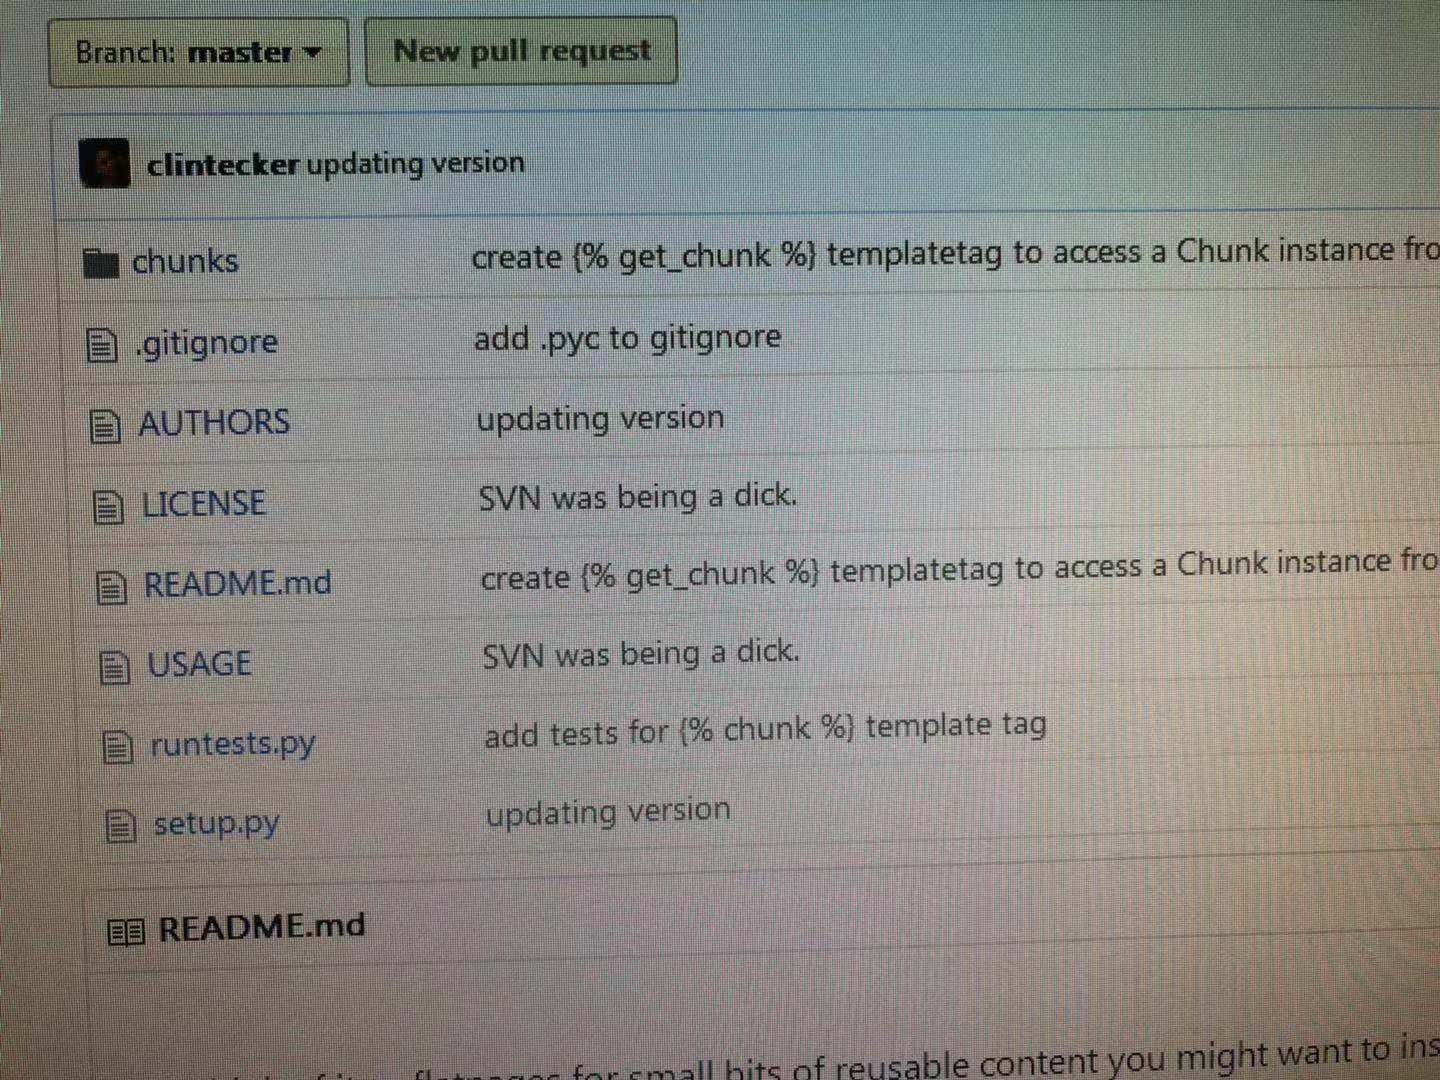 Branch: master
New pull request
clintecker updating version
chunks create {% get_chunk %} templatetag to access a Chunk instance fro
.gitignore add .pyc to gitignore
AUTHORS updating version
LICENSE SVN was being a dick.
README.md create {% get_chunk %} templatetag to access a Chunk instance fro
USAGE SVN was being a dick.
runtests.py add tests for {% chunk %} template tag
setup.py updating version
README.md
for small bits of reusable content you might want to ins